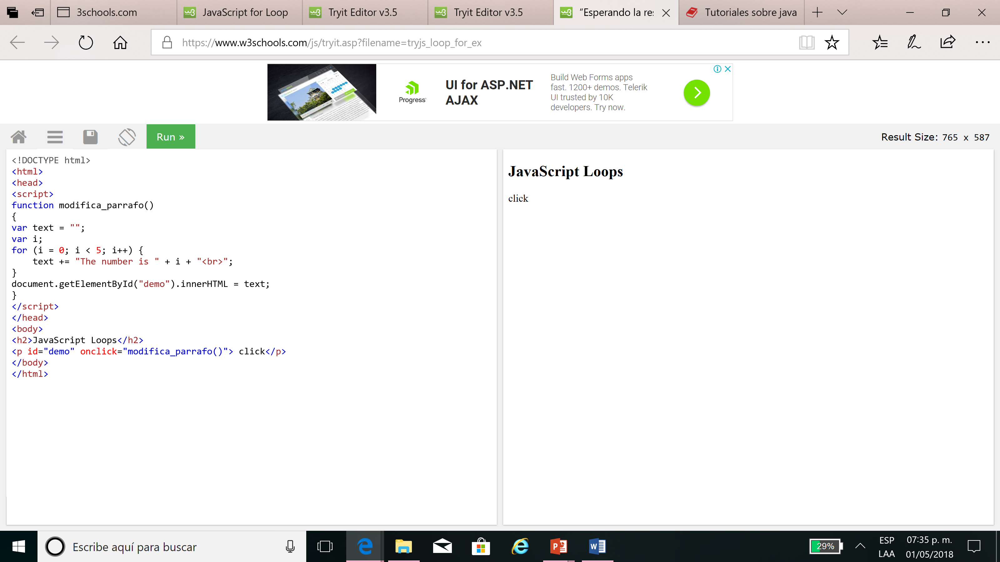 3schools.com
JavaScript for Loop
Tryit Editor v3.5
Tryit Editor v3.5
“Esperando la res
Tutoriales sobre java
https://www.w3schools.com/js/tryit.asp?filename=tryjs_loop_for_ex
Progress
UI for ASP.NET
AJAX
Build Web Forms apps
fast. 1200+ demos. Telerik
UI trusted by 10K
developers. Try now.
Run »
Result Size: 765 x 587
<!DOCTYPE html>
<html>
<head>
<script>
function modifica_parrafo()
{
var text = "";
var i;
for (i = 0; i < 5; i++) {
    text += "The number is " + i + "<br>";
}
document.getElementById("demo").innerHTML = text;
}
</script>
</head>
<body>
<h2>JavaScript Loops</h2>
<p id="demo" onclick="modifica_parrafo()"> click</p>
</body>
</html>
JavaScript Loops
click
Escribe aquí para buscar
29%
ESP
LAA
07:35 p. m.
01/05/2018